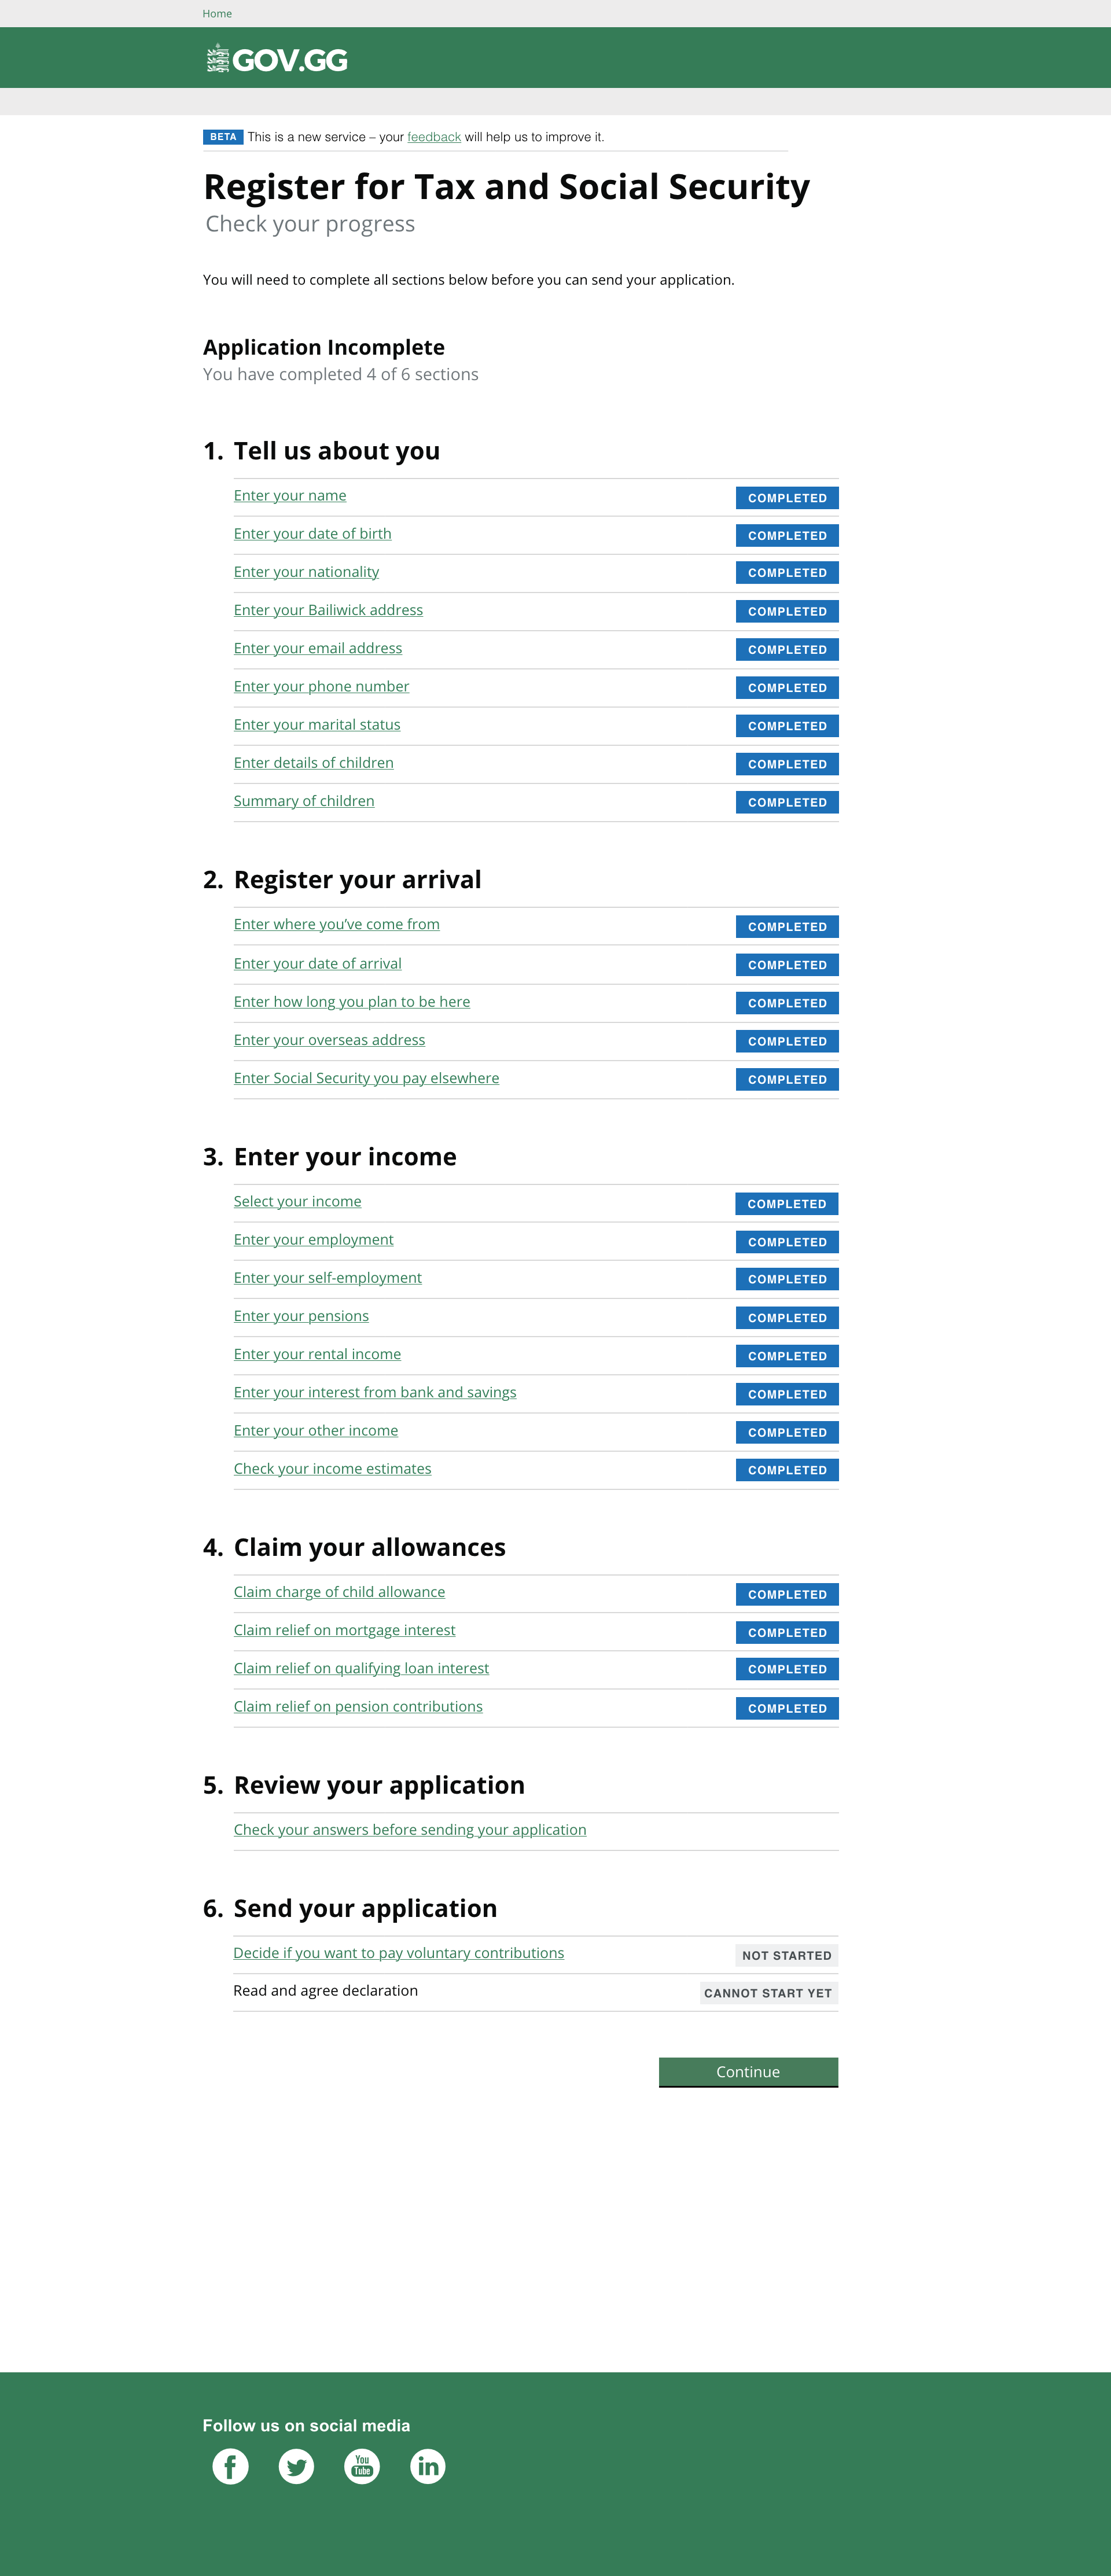 Home
GOV.GG
BETA This is a new service – your feedback will help us to improve it.
Register for Tax and Social Security
Check your progress
You will need to complete all sections below before you can send your application.
Application Incomplete
You have completed 4 of 6 sections
1. Tell us about you
Enter your name COMPLETED
Enter your date of birth COMPLETED
Enter your nationality COMPLETED
Enter your Bailiwick address COMPLETED
Enter your email address COMPLETED
Enter your phone number COMPLETED
Enter your marital status COMPLETED
Enter details of children COMPLETED
Summary of children COMPLETED
2. Register your arrival
Enter where you’ve come from COMPLETED
Enter your date of arrival COMPLETED
Enter how long you plan to be here COMPLETED
Enter your overseas address COMPLETED
Enter Social Security you pay elsewhere COMPLETED
3. Enter your income
Select your income COMPLETED
Enter your employment COMPLETED
Enter your self-employment COMPLETED
Enter your pensions COMPLETED
Enter your rental income COMPLETED
Enter your interest from bank and savings COMPLETED
Enter your other income COMPLETED
Check your income estimates COMPLETED
4. Claim your allowances
Claim charge of child allowance COMPLETED
Claim relief on mortgage interest COMPLETED
Claim relief on qualifying loan interest COMPLETED
Claim relief on pension contributions COMPLETED
5. Review your application
Check your answers before sending your application
6. Send your application
Decide if you want to pay voluntary contributions NOT STARTED
Read and agree declaration CANNOT START YET
Continue
Follow us on social media
f You Tube in